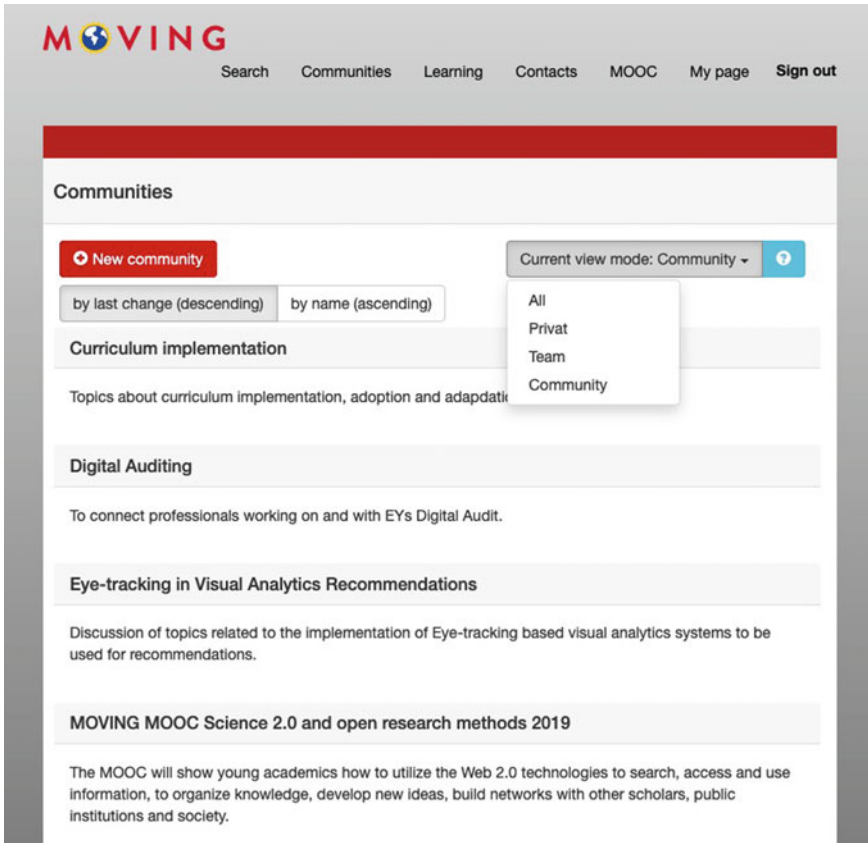 MOVING
Search Communities Learning Contacts MOOC My page Sign out
Communities
New community
Current view mode: Community
?
by last change (descending) by name (ascending)
All
Privat
Team
Community
Curriculum implementation
Topics about curriculum implementation, adoption and
Digital Auditing
To connect professionals working on and with EYs Digital Audit.
Eye-tracking in Visual Analytics Recommendations
Discussion of topics related to the implementation of Eye-tracking based visual analytics systems to be
used for recommendations.
MOVING MOOC Science 2.0 and open research methods 2019
The MOOC will show young academics how to utilize the Web 2.0 technologies to search, access and use
information, to organize knowledge, develop new ideas, build networks with other scholars, public
institutions and society.